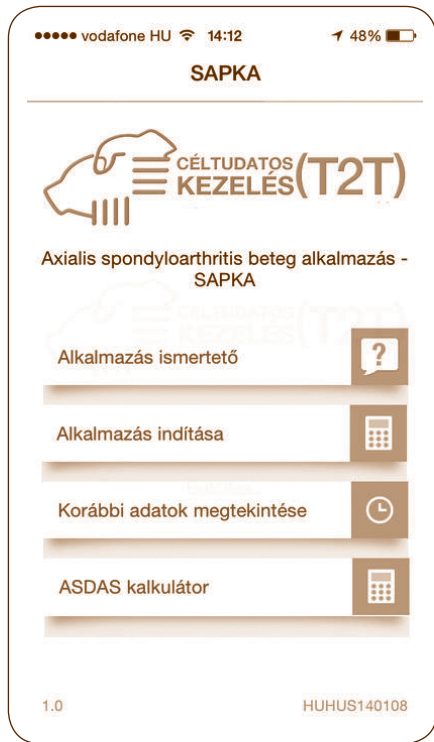 vodafone HU 14:12 48%
SAPKA
CÉLTUDATOS
KEZELÉS (T2T)
Axialis spondyloarthritis beteg alkalmazás -
SAPKA
Alkalmazás ismertető ?
Alkalmazás indítása
Korábbi adatok megtekintése
ASDAS kalkulátor
1.0 HUHUS140108